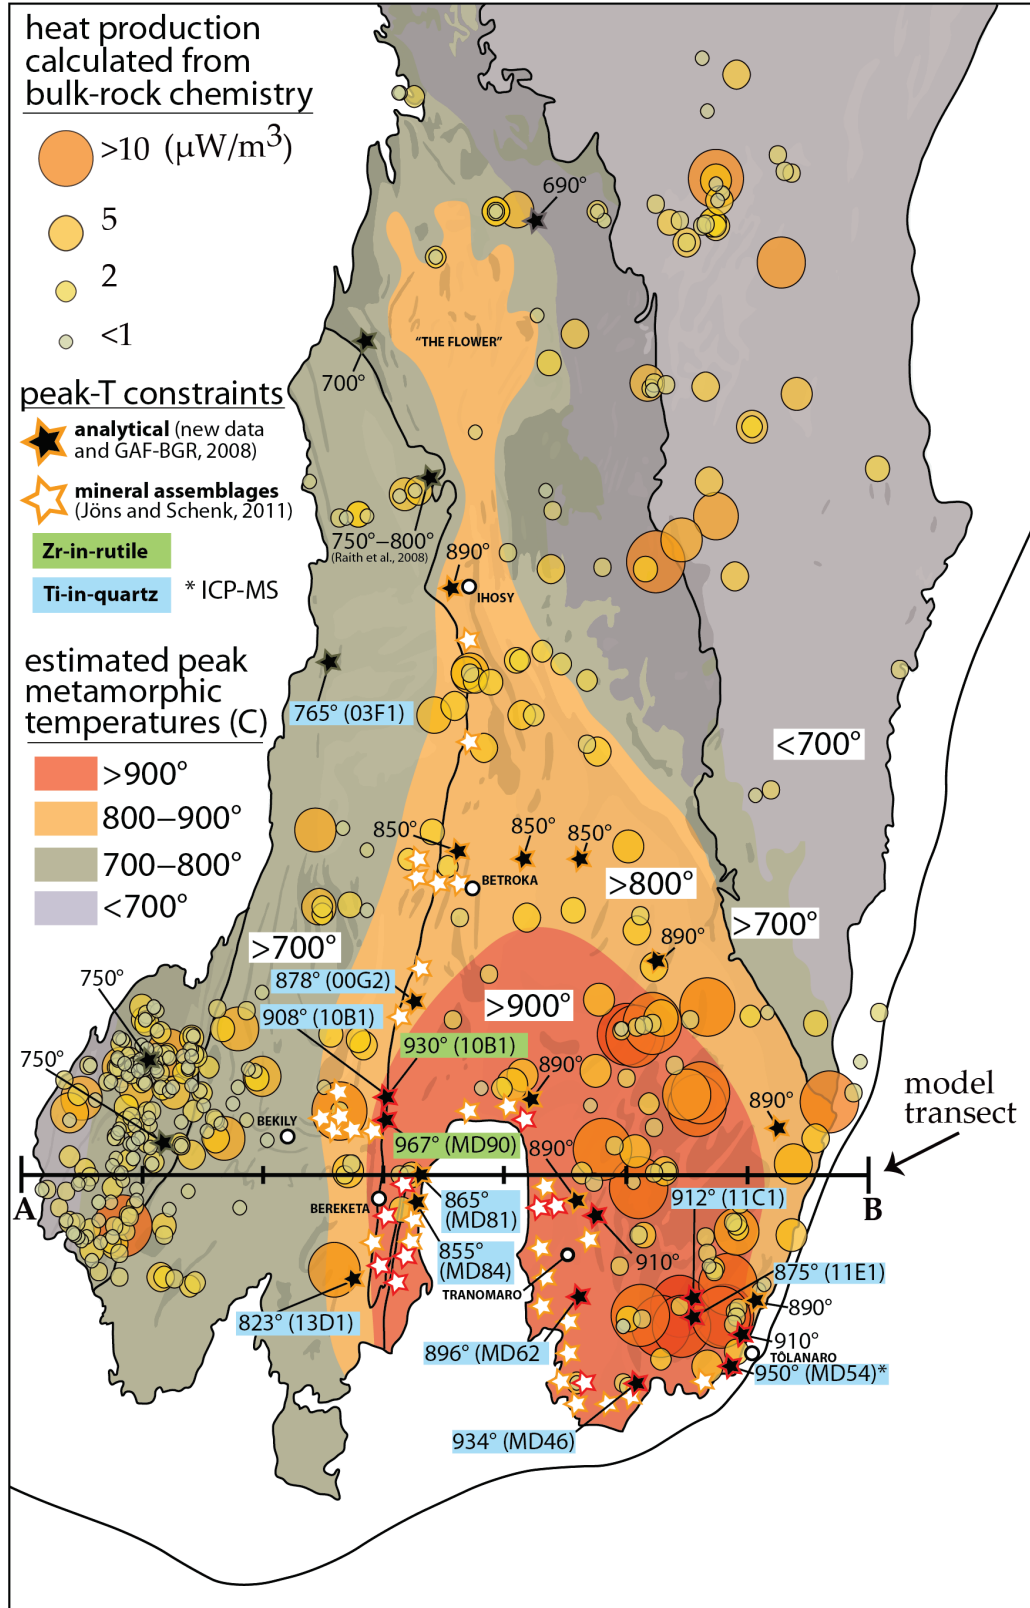 heat production
calculated from
bulk-rock chemistry
>10 (μW/m³)
5
2
<1
peak-T constraints
analytical (new data
and GAF-BGR, 2008)
mineral assemblages
(Jöns and Schenk, 2011)
Zr-in-rutile
Ti-in-quartz * ICP-MS
estimated peak
metamorphic
temperatures (C)
>900°
800–900°
700–800°
<700°
690°
"THE FLOWER"
700°
750°–800°
(Raith et al., 2008)
890°
IHOSY
765° (03F1)
<700°
850°
850°
850°
BETROKA
>800°
>700°
>700°
890°
750°
878° (00G2)
>900°
908° (10B1)
930° (10B1)
750°
890°
model
transect
890°
BEKILY
967° (MD90)
890°
A
B
BEREKETA
865°
(MD81)
912° (11C1)
855°
(MD84)
910°
875° (11E1)
TRANOMARO
890°
823° (13D1)
910°
896° (MD62
TÔLANARO
950° (MD54)*
934° (MD46)